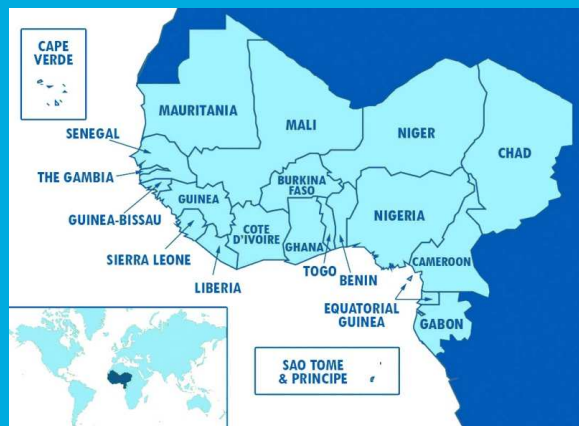 CAPE
VERDE
MAURITANIA
MALI
NIGER
CHAD
SENEGAL
THE GAMBIA
GUINEA-BISSAU
GUINEA
SIERRA LEONE
LIBERIA
COTE
D'IVOIRE
BURKINA
FASO
GHANA
TOGO
BENIN
NIGERIA
CAMEROON
EQUATORIAL
GUINEA
GABON
SAO TOME
& PRINCIPE